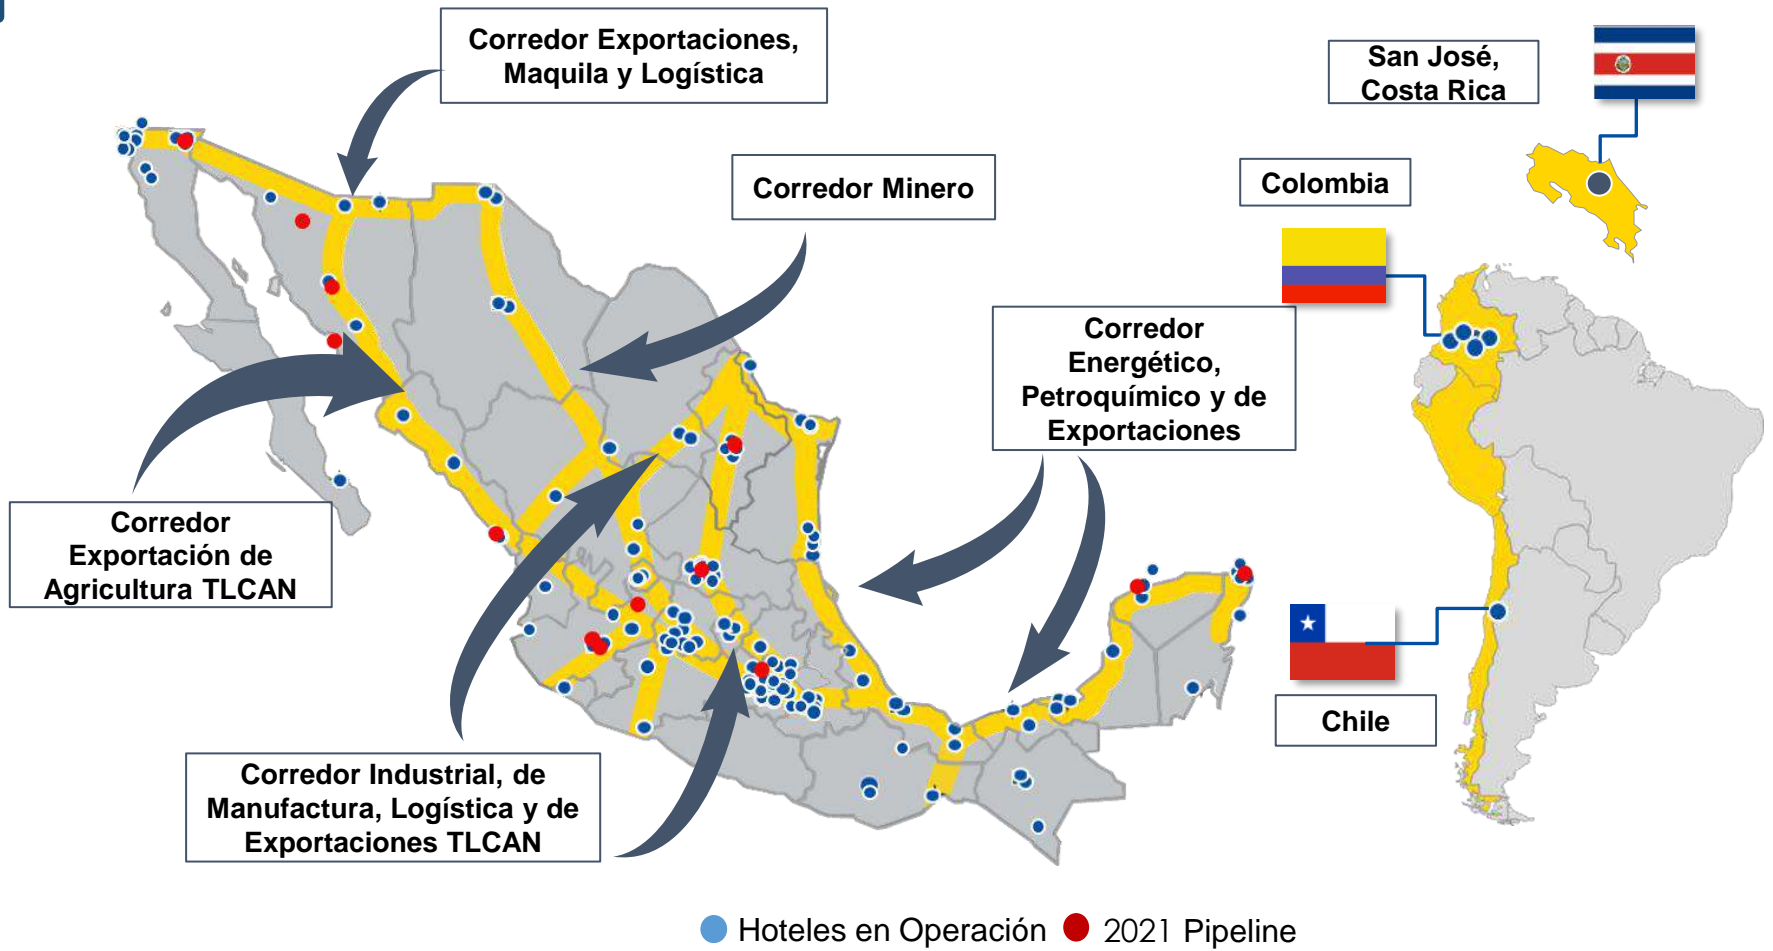 Corredor Exportaciones,
Maquila y Logística
San José,
Costa Rica
Corredor Minero
Colombia
Corredor
Energético,
Petroquímico y de
Exportaciones
Corredor
Exportación de
Agricultura TLCAN
Chile
Corredor Industrial, de
Manufactura, Logística y de
Exportaciones TLCAN
Hoteles en Operación
2021 Pipeline